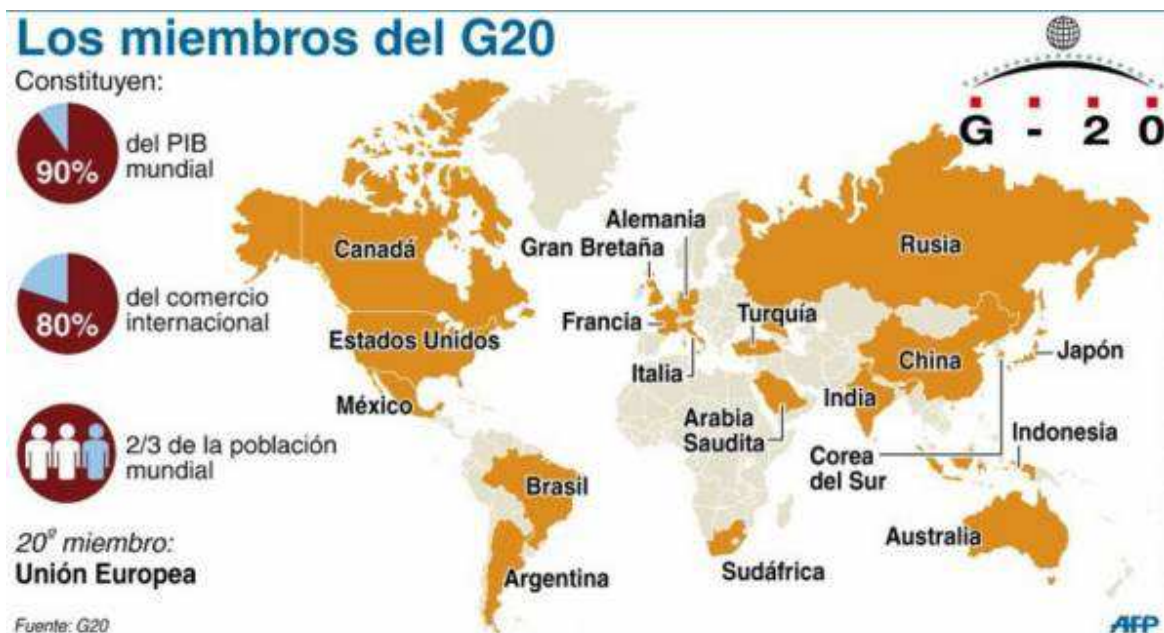 Los miembros del G20
Constituyen:
90%
del PIB
mundial
80%
del comercio
internacional
2/3 de la población
mundial
20º miembro:
Unión Europea
Fuente: G20
G - 2 0
Canadá
Estados Unidos
México
Brasil
Argentina
Alemania
Gran Bretaña
Francia
Italia
Turquía
Rusia
China
Japón
India
Arabia
Saudita
Corea
del Sur
Indonesia
Australia
Sudáfrica
AFP